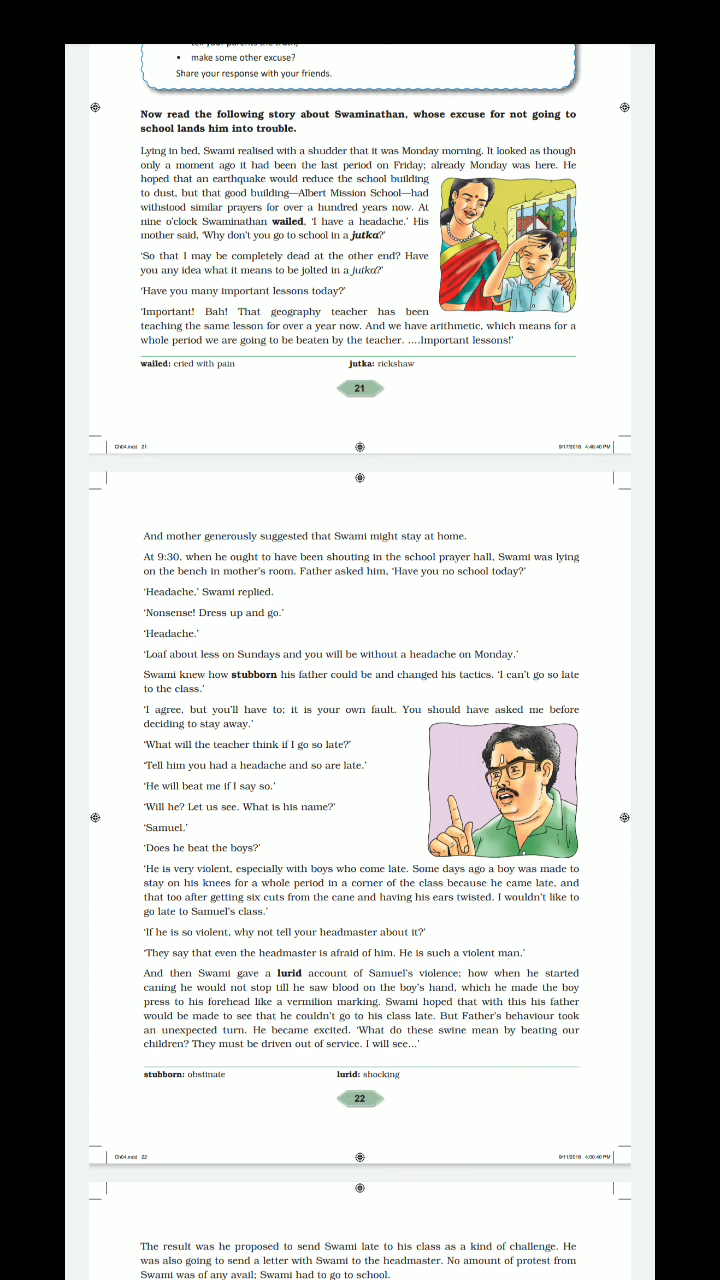 tell your parents the truth,
• make some other excuse?
Share your response with your friends.
Now read the following story about Swaminathan, whose excuse for not going to
school lands him into trouble.
Lying in bed, Swami realised with a shudder that it was Monday morning. It looked as though
only a moment ago it had been the last period on Friday; already Monday was here. He
hoped that an earthquake would reduce the school building
to dust, but that good building—Albert Mission School—had
withstood similar prayers for over a hundred years now. At
nine o'clock Swaminathan wailed, 'I have a headache.' His
mother said, 'Why don't you go to school in a jutka?'
'So that I may be completely dead at the other end? Have
you any idea what it means to be jolted in a jutka?'
'Have you many important lessons today?'
'Important! Bah! That geography teacher has been
teaching the same lesson for over a year now. And we have arithmetic, which means for a
whole period we are going to be beaten by the teacher. ....Important lessons!'
wailed: cried with pain jutka: rickshaw
21
Ch04.indd 21 9/17/2016 4:48:40 PM
And mother generously suggested that Swami might stay at home.
At 9:30, when he ought to have been shouting in the school prayer hall, Swami was lying
on the bench in mother's room. Father asked him, 'Have you no school today?'
'Headache,' Swami replied.
'Nonsense! Dress up and go.'
'Headache.'
'Loaf about less on Sundays and you will be without a headache on Monday.'
Swami knew how stubborn his father could be and changed his tactics. 'I can't go so late
to the class.'
'I agree, but you'll have to; it is your own fault. You should have asked me before
deciding to stay away.'
'What will the teacher think if I go so late?'
'Tell him you had a headache and so are late.'
'He will beat me if I say so.'
'Will he? Let us see. What is his name?'
'Samuel.'
'Does he beat the boys?'
'He is very violent, especially with boys who come late. Some days ago a boy was made to
stay on his knees for a whole period in a corner of the class because he came late, and
that too after getting six cuts from the cane and having his ears twisted. I wouldn't like to
go late to Samuel's class.'
'If he is so violent, why not tell your headmaster about it?'
'They say that even the headmaster is afraid of him. He is such a violent man.'
And then Swami gave a lurid account of Samuel's violence; how when he started
caning he would not stop till he saw blood on the boy's hand, which he made the boy
press to his forehead like a vermilion marking. Swami hoped that with this his father
would be made to see that he couldn't go to his class late. But Father's behaviour took
an unexpected turn. He became excited. 'What do these swine mean by beating our
children? They must be driven out of service. I will see...'
stubborn: obstinate lurid: shocking
22
Ch04.indd 22 9/11/2016 4:00:40 PM
The result was he proposed to send Swami late to his class as a kind of challenge. He
was also going to send a letter with Swami to the headmaster. No amount of protest from
Swami was of any avail; Swami had to go to school.